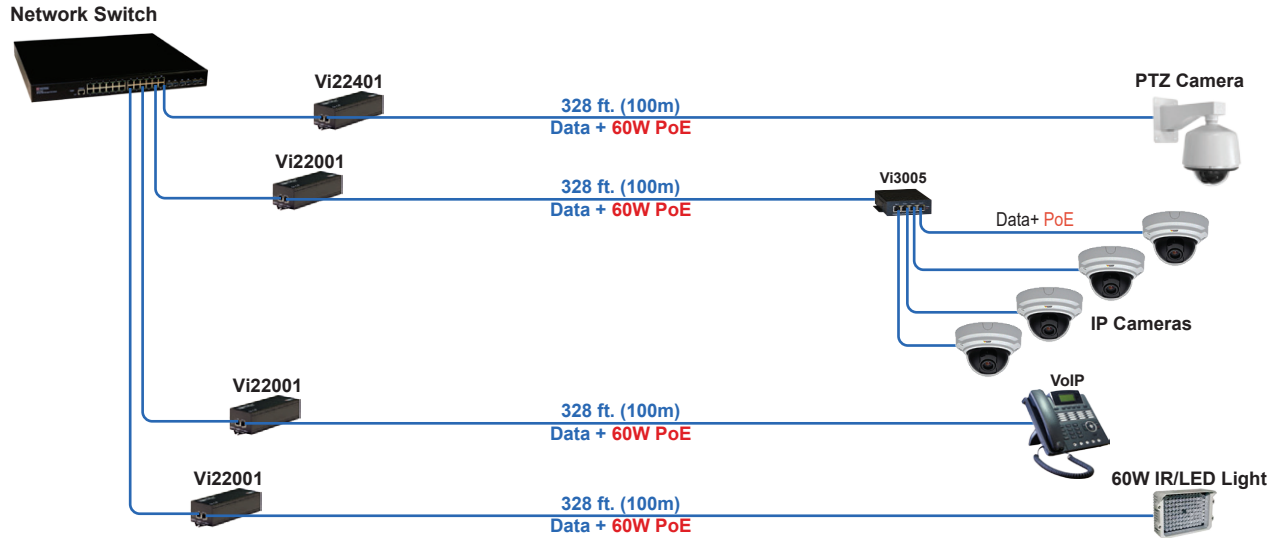 Network Switch
Vi22401
328 ft. (100m)
Data + 60W PoE
PTZ Camera
Vi22001
328 ft. (100m)
Data + 60W PoE
Vi3005
Data+ PoE
IP Cameras
Vi22001
328 ft. (100m)
Data + 60W PoE
VoIP
Vi22001
328 ft. (100m)
Data + 60W PoE
60W IR/LED Light